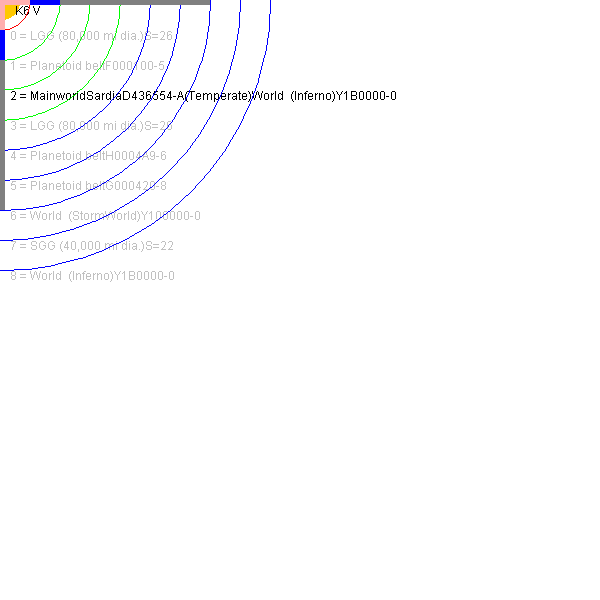 K6 V
0 = LGG (80,000 mi dia.)S=26
1 = Planetoid beltF000100-5
2 = MainworldSardiaD436554-A(Temperate)World (Inferno)Y1B0000-0
3 = LGG (80,000 mi dia.)S=26
4 = Planetoid beltH0004A9-6
5 = Planetoid beltG000420-8
6 = World (StormWorld)Y100000-0
7 = SGG (40,000 mi dia.)S=22
8 = World (Inferno)Y1B0000-0